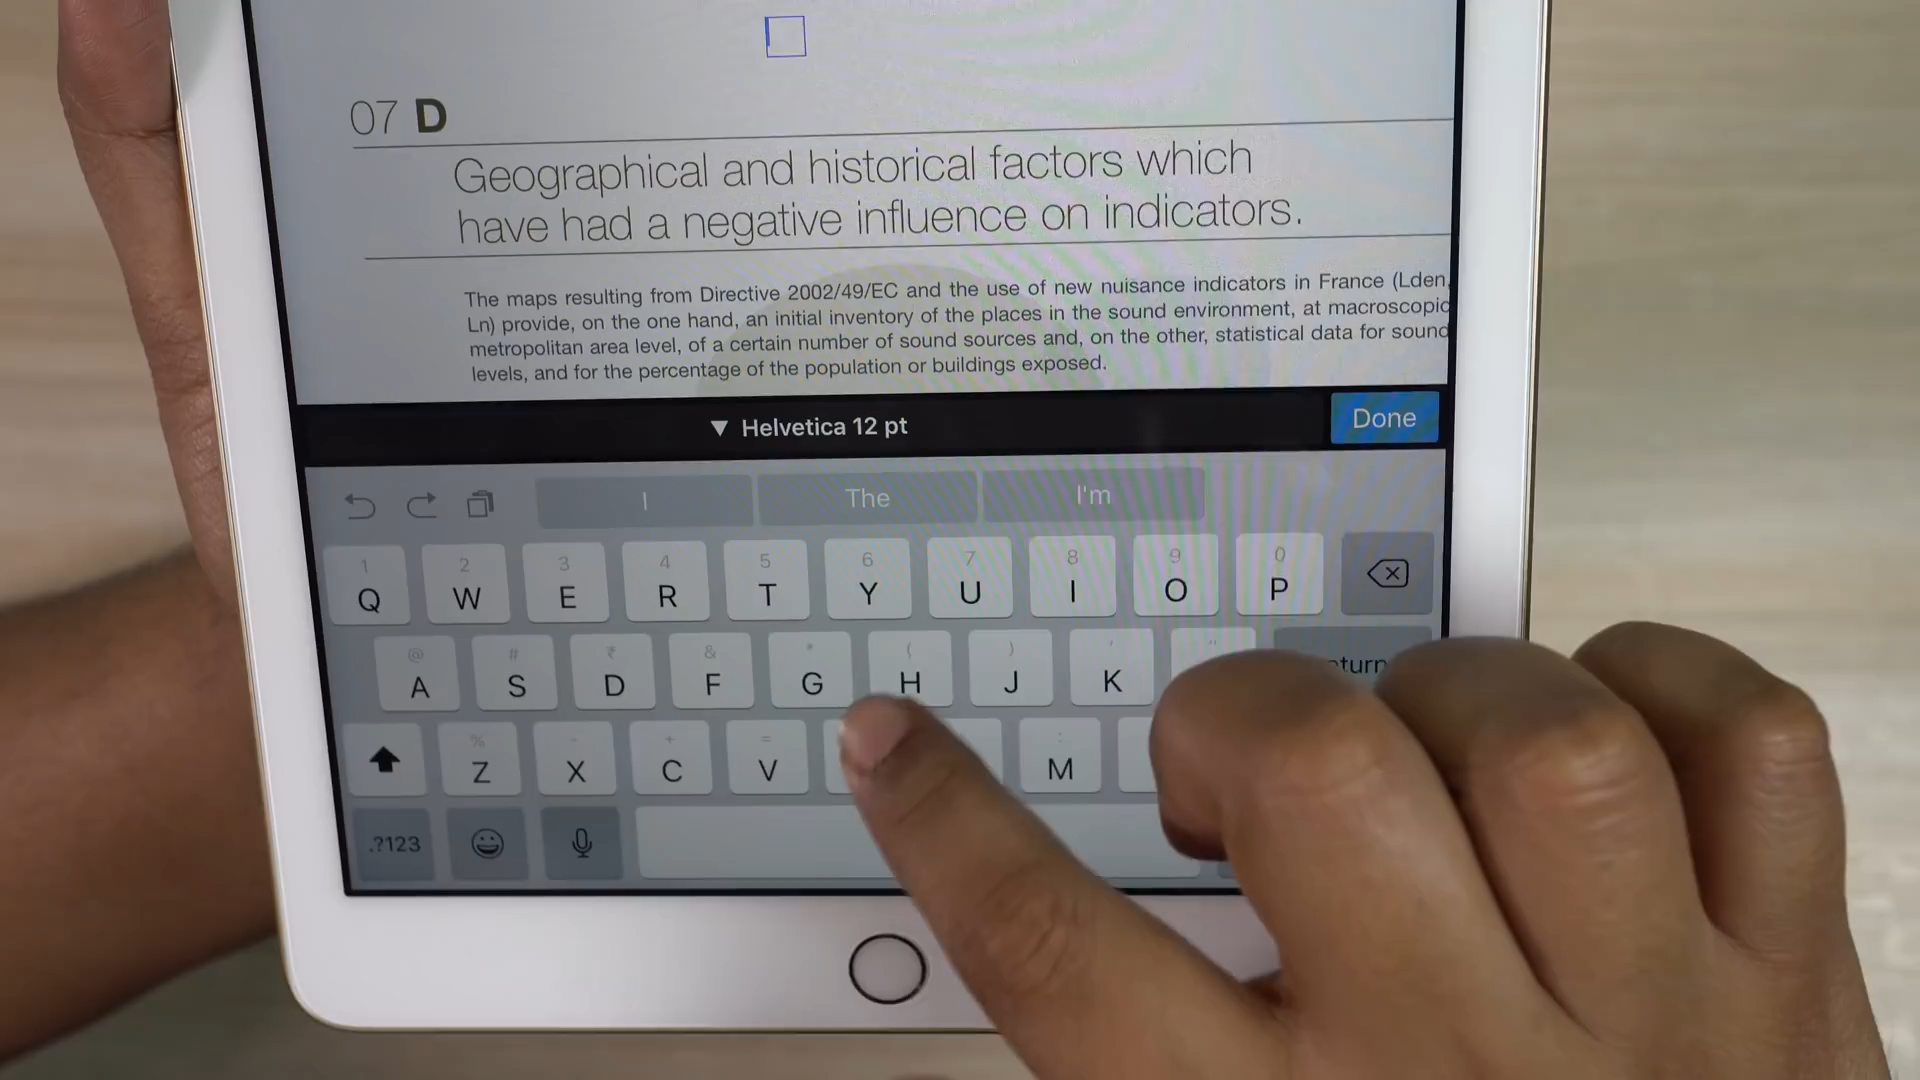 07 D
Geographical and historical factors which
have had a negative influence on indicators.
The maps resulting from Directive 2002/49/EC and the use of new nuisance indicators in France (Lden,
Ln) provide, on the one hand, an initial inventory of the places in the sound environment, at macroscopic
metropolitan area level, of a certain number of sound sources and, on the other, statistical data for sound
levels, and for the percentage of the population or buildings exposed.
▼ Helvetica 12 pt Done
I The I'm
1 2 3 4 5 6 7 8 9 0
Q W E R T Y U I O P
@ # ₹ & * ( ) ' "
A S D F G H J K turn
% - + = :
Z X C V M
.?123